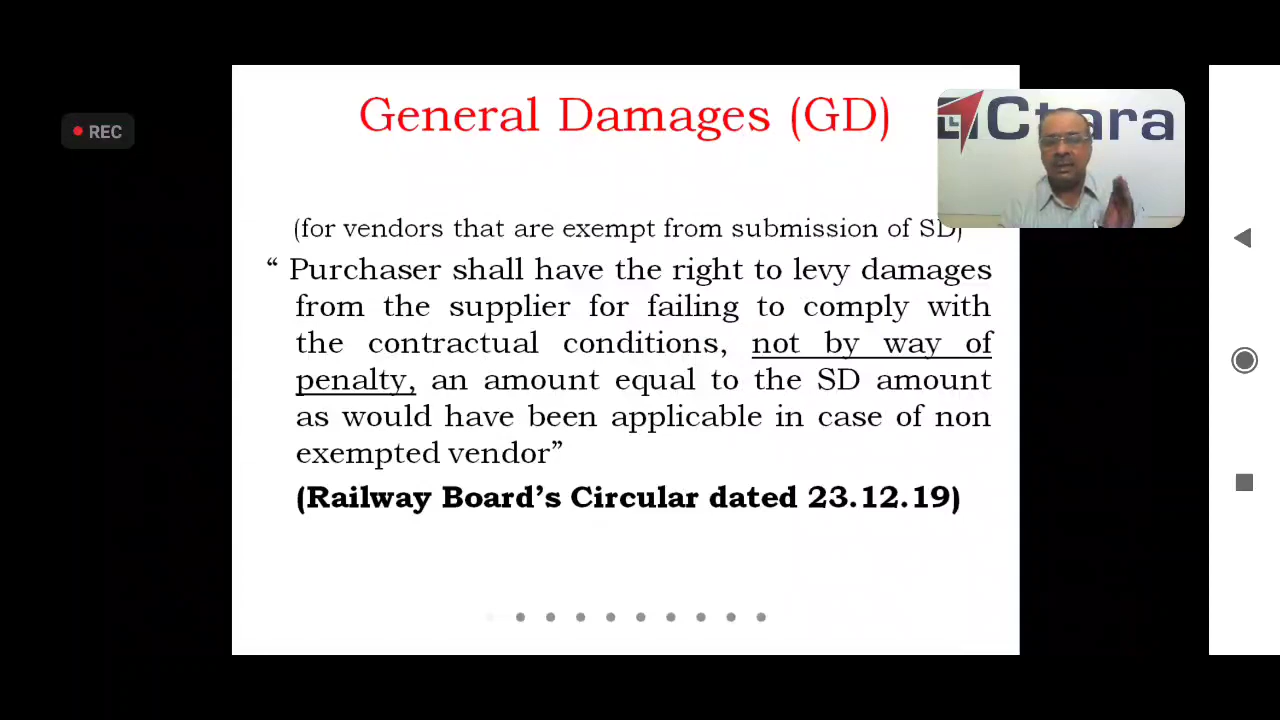 General Damages (GD)
REC
Ctara
(for vendors that are exempt from submission of SD)
“ Purchaser shall have the right to levy damages
from the supplier for failing to comply with
the contractual conditions, not by way of
penalty, an amount equal to the SD amount
as would have been applicable in case of non
exempted vendor”
(Railway Board’s Circular dated 23.12.19)